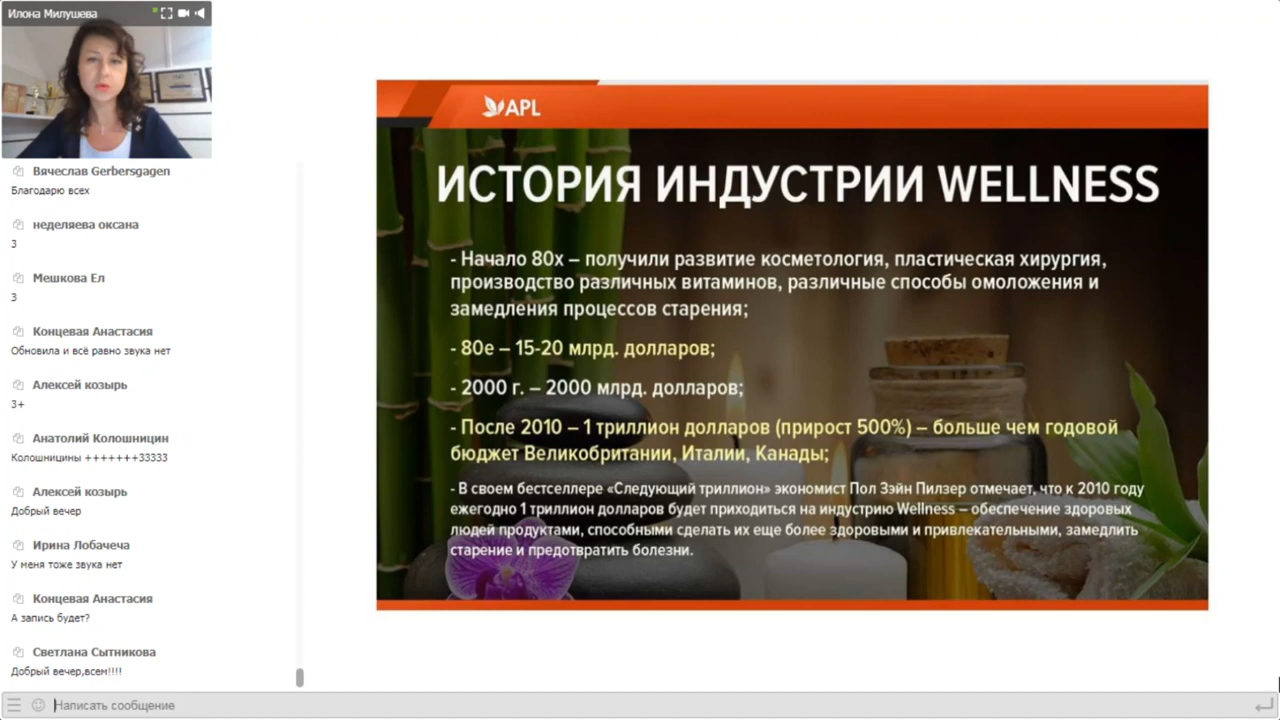 Илона Милушева
Вячеслав Gerbersgagen
Благодарю всех
неделяева оксана
3
Мешкова Ел
3
Концевая Анастасия
Обновила и всё равно звука нет
Алексей козырь
3+
Анатолий Колошницин
Колошницины +++++++33333
Алексей козырь
Добрый вечер
Ирина Лобачеча
У меня тоже звука нет
Концевая Анастасия
А запись будет?
Светлана Сытникова
Добрый вечер,всем!!!!
Написать сообщение
APL
ИСТОРИЯ ИНДУСТРИИ WELLNESS
- Начало 80х – получили развитие косметология, пластическая хирургия,
производство различных витаминов, различные способы омоложения и
замедления процессов старения;
- 80е – 15-20 млрд. долларов;
- 2000 г. – 2000 млрд. долларов;
- После 2010 – 1 триллион долларов (прирост 500%) – больше чем годовой
бюджет Великобритании, Италии, Канады;
- В своем бестселлере «Следующий триллион» экономист Пол Зэйн Пилзер отмечает, что к 2010 году
ежегодно 1 триллион долларов будет приходиться на индустрию Wellness – обеспечение здоровых
людей продуктами, способными сделать их еще более здоровыми и привлекательными, замедлить
старение и предотвратить болезни.